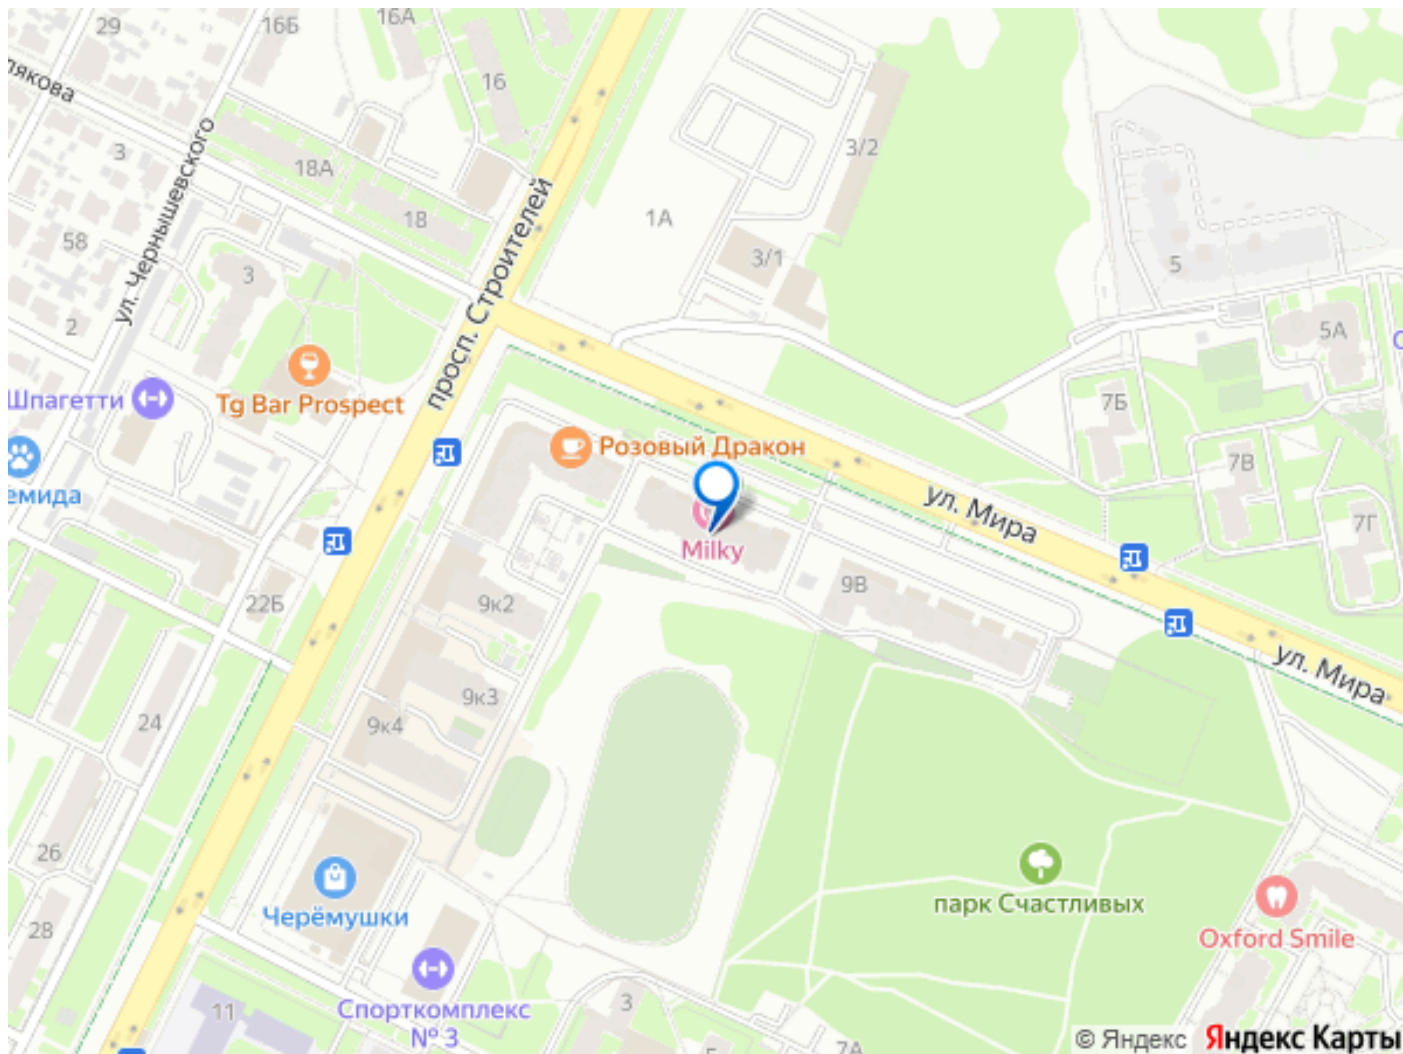 29
16Б
16А
16
лякова
ул. Чернышевского
3
18А
18
3/2
1А
просп. Строителей
58
3
3/1
5
2
5А
Tg Bar Prospect
Шпагетти
7Б
Розовый Дракон
7В
емида
ул. Мира
7Г
Milky
9В
22Б
9к2
9к3
ул. Мира
24
9к4
26
Черёмушки
парк Счастливых
28
Oxford Smile
11
Спорткомплекс
№ 3
3
7А
© Яндекс Яндекс Карты